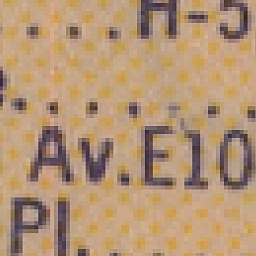 . . . H-5
. . . . . .
Av.E10
Pl. . . .